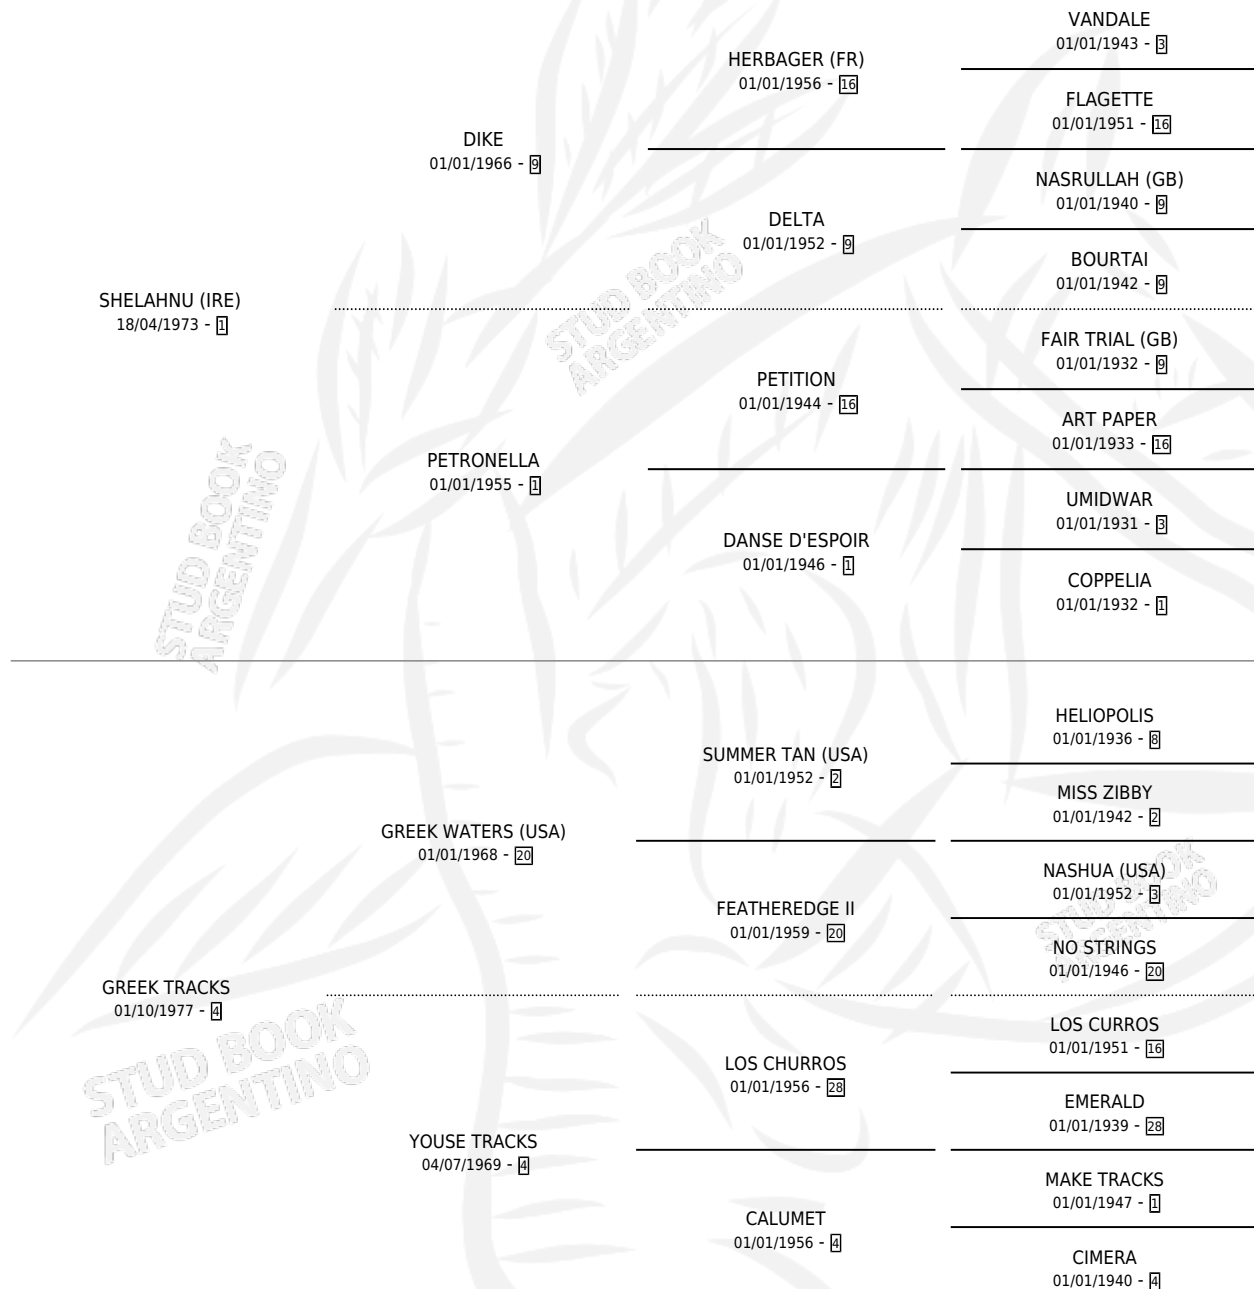 VANDALE
01/01/1943 - 3
HERBAGER (FR)
01/01/1956 - 16
FLAGETTE
01/01/1951 - 16
DIKE
01/01/1966 - 9
NASRULLAH (GB)
01/01/1940 - 9
DELTA
01/01/1952 - 9
BOURTAI
01/01/1942 - 9
SHELAHNU (IRE)
18/04/1973 - 1
FAIR TRIAL (GB)
01/01/1932 - 9
PETITION
01/01/1944 - 16
ART PAPER
01/01/1933 - 16
PETRONELLA
01/01/1955 - 1
UMIDWAR
01/01/1931 - 3
DANSE D'ESPOIR
01/01/1946 - 1
COPPELIA
01/01/1932 - 1
HELIOPOLIS
01/01/1936 - 8
SUMMER TAN (USA)
01/01/1952 - 2
MISS ZIBBY
01/01/1942 - 2
GREEK WATERS (USA)
01/01/1968 - 20
NASHUA (USA)
01/01/1952 - 3
FEATHEREDGE II
01/01/1959 - 20
NO STRINGS
01/01/1946 - 20
GREEK TRACKS
01/10/1977 - 4
LOS CURROS
01/01/1951 - 16
LOS CHURROS
01/01/1956 - 28
EMERALD
01/01/1939 - 28
YOUSE TRACKS
04/07/1969 - 4
MAKE TRACKS
01/01/1947 - 1
CALUMET
01/01/1956 - 4
CIMERA
01/01/1940 - 4
STUD BOOK
ARGENTINO
STUD BOOK
ARGENTINO
STUD BOOK
ARGENTINO
STUD BOOK
ARGENTINO